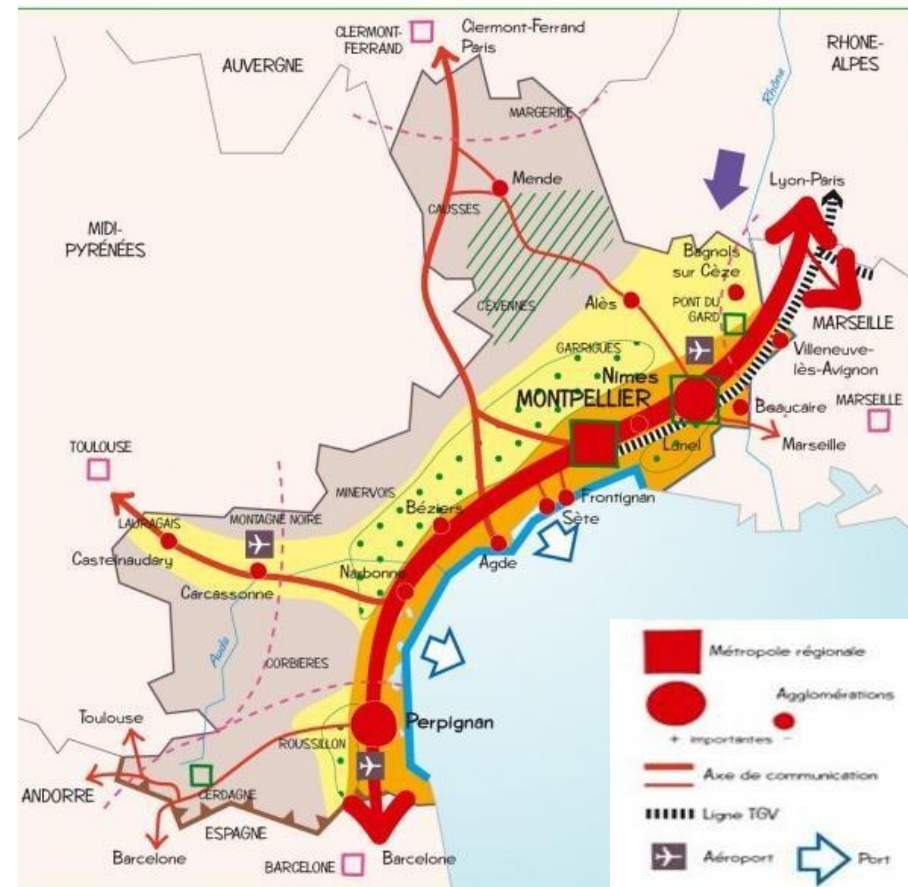 CLERMONT-
FERRAND
Clermont-Ferrand
Paris
AUVERGNE
RHONE-
ALPES
Rhône
MARGERIDE
Mende
Lyon-Paris
CAUSSES
MIDI-
PYRÉNÉES
Bagnols
sur Cèze
CÉVENNES
Alès
PONT DU
GARD
MARSEILLE
GARRIGUES
Villeneuve-
lès-Avignon
Nîmes
MONTPELLIER
Beaucaire
MARSEILLE
Lunel
Marseille
TOULOUSE
MINERVOIS
Béziers
Frontignan
Sète
LAURAGAIS
MONTAGNE NOIRE
Castelnaudary
Narbonne
Agde
Carcassonne
Aude
CORBIERES
Métropole régionale
Agglomérations
+ importantes -
Toulouse
Perpignan
ROUSSILLON
Axe de communication
ANDORRE
CERDAGNE
Ligne TGV
ESPAGNE
Barcelone
BARCELONE
Barcelone
Aéroport
Port